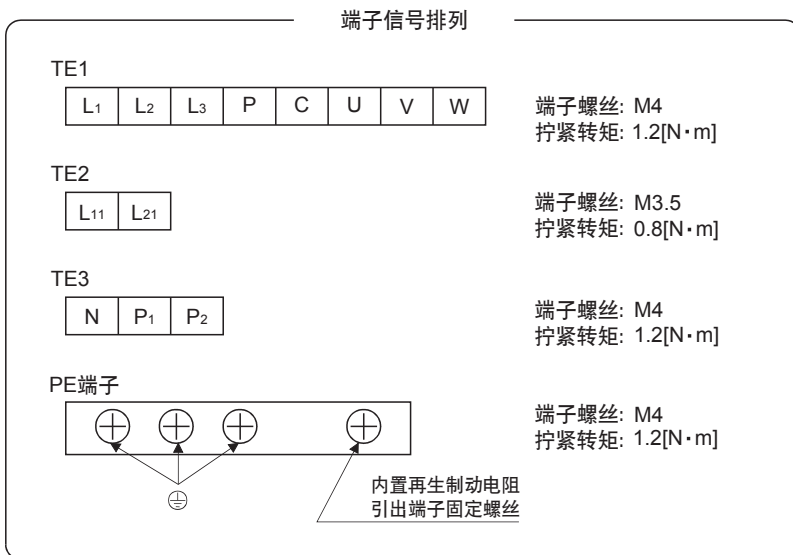 端子信号排列
TE1
L1 L2 L3 P C U V W
端子螺丝: M4
拧紧转矩: 1.2[N·m]
TE2
L11 L21
端子螺丝: M3.5
拧紧转矩: 0.8[N·m]
TE3
N P1 P2
端子螺丝: M4
拧紧转矩: 1.2[N·m]
PE端子
端子螺丝: M4
拧紧转矩: 1.2[N·m]
内置再生制动电阻
引出端子固定螺丝